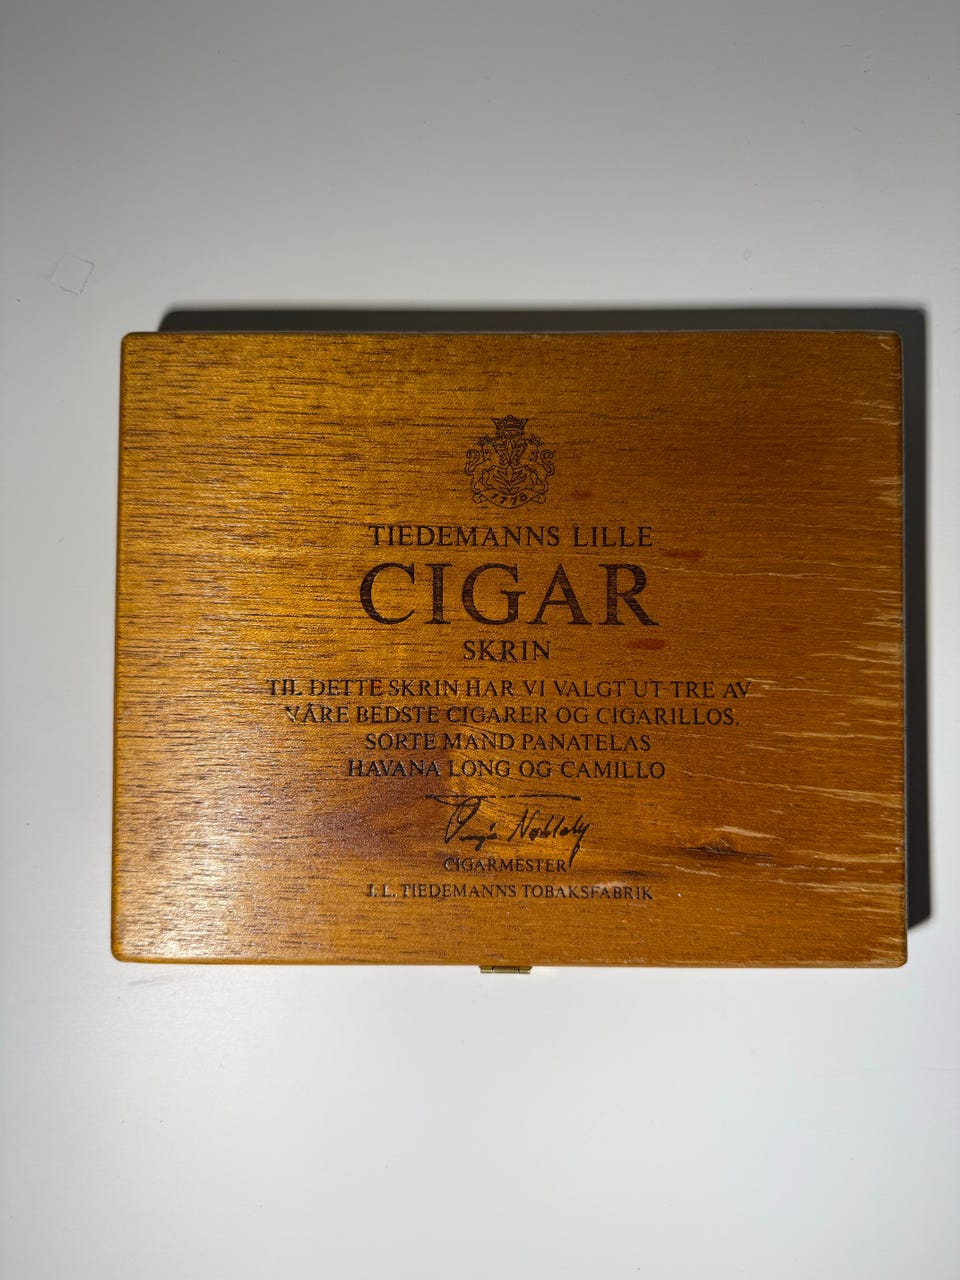 1778
TIEDEMANNS LILLE
CIGAR
SKRIN
TIL DETTE SKRIN HAR VI VALGT UT TRE AV
VÅRE BEDSTE CIGARER OG CIGARILLOS.
SORTE MAND PANATELAS
HAVANA LONG OG CAMILLO
CIGARMESTER
J. L. TIEDEMANNS TOBAKSFABRIK